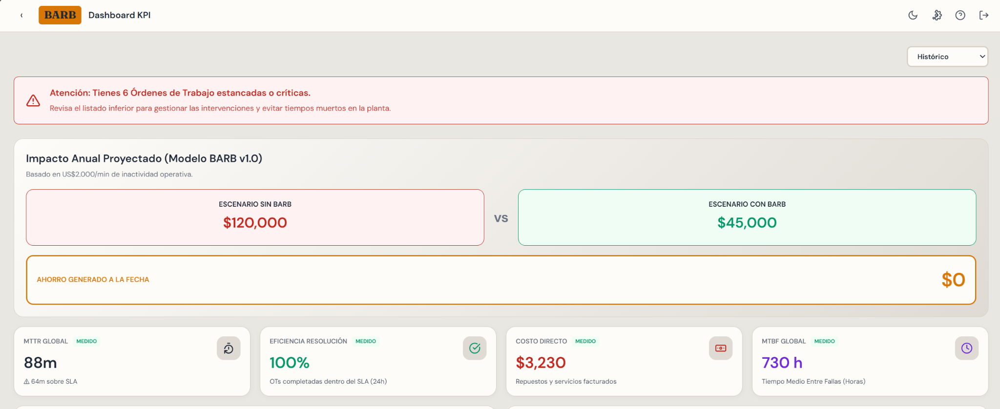 BARB Dashboard KPI
Histórico
Atención: Tienes 6 Órdenes de Trabajo estancadas o críticas.
Revisa el listado inferior para gestionar las intervenciones y evitar tiempos muertos en la planta.
Impacto Anual Proyectado (Modelo BARB v1.0)
Basado en US$2.000/min de inactividad operativa.
ESCENARIO SIN BARB
$120,000
VS
ESCENARIO CON BARB
$45,000
AHORRO GENERADO A LA FECHA
$0
MTTR GLOBAL MEDIDO
88m
⚠ 64m sobre SLA
EFICIENCIA RESOLUCIÓN MEDIDO
100%
OTs completadas dentro del SLA (24h)
COSTO DIRECTO MEDIDO
$3,230
Repuestos y servicios facturados
MTBF GLOBAL MEDIDO
730 h
Tiempo Medio Entre Fallas (Horas)